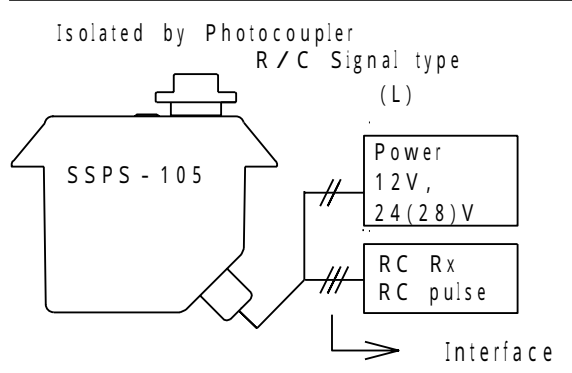 Isolated by Photocoupler
R/C Signal type
(L)
SSPS-105
Power
12V,
24(28)V
RC Rx
RC pulse
Interface